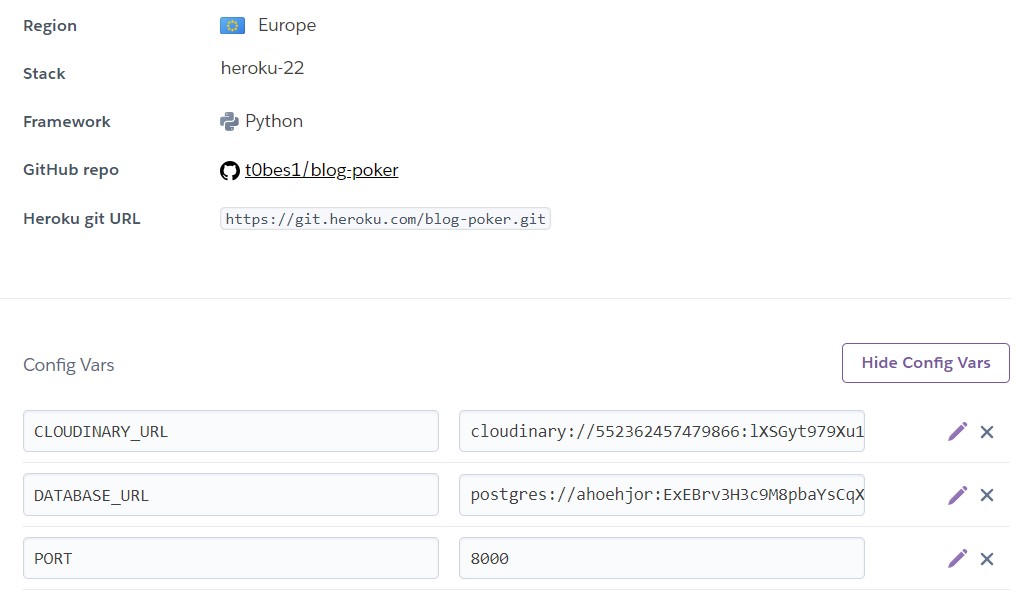 Region Europe
Stack heroku-22
Framework Python
GitHub repo t0bes1/blog-poker
Heroku git URL https://git.heroku.com/blog-poker.git
Config Vars Hide Config Vars
CLOUDINARY_URL cloudinary://552362457479866:lXSGyt979Xu1
DATABASE_URL postgres://ahoehjor:ExEBrv3H3c9M8pbaYsCqX
PORT 8000